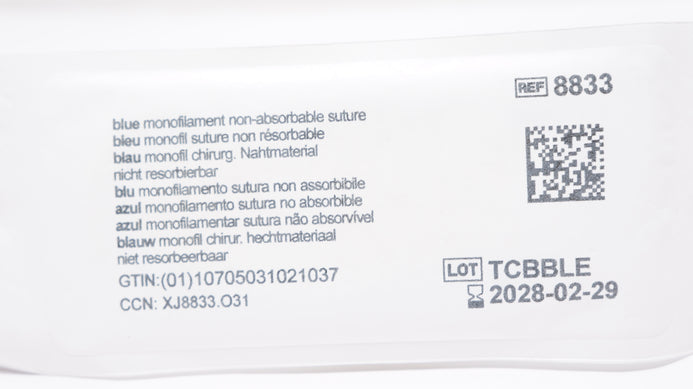 REF 8833
blue monofilament non-absorbable suture
bleu monofil suture non résorbable
blau monofil chirurg. Nahtmaterial
nicht resorbierbar
blu monofilamento sutura non assorbibile
azul monofilamento sutura no absorbible
azul monofilamentar sutura não absorvível
blauw monofil chirur. hechtmateriaal
niet resorbeerbaar
GTIN:(01)10705031021037
CCN: XJ8833.O31
LOT TCBBLE
2028-02-29